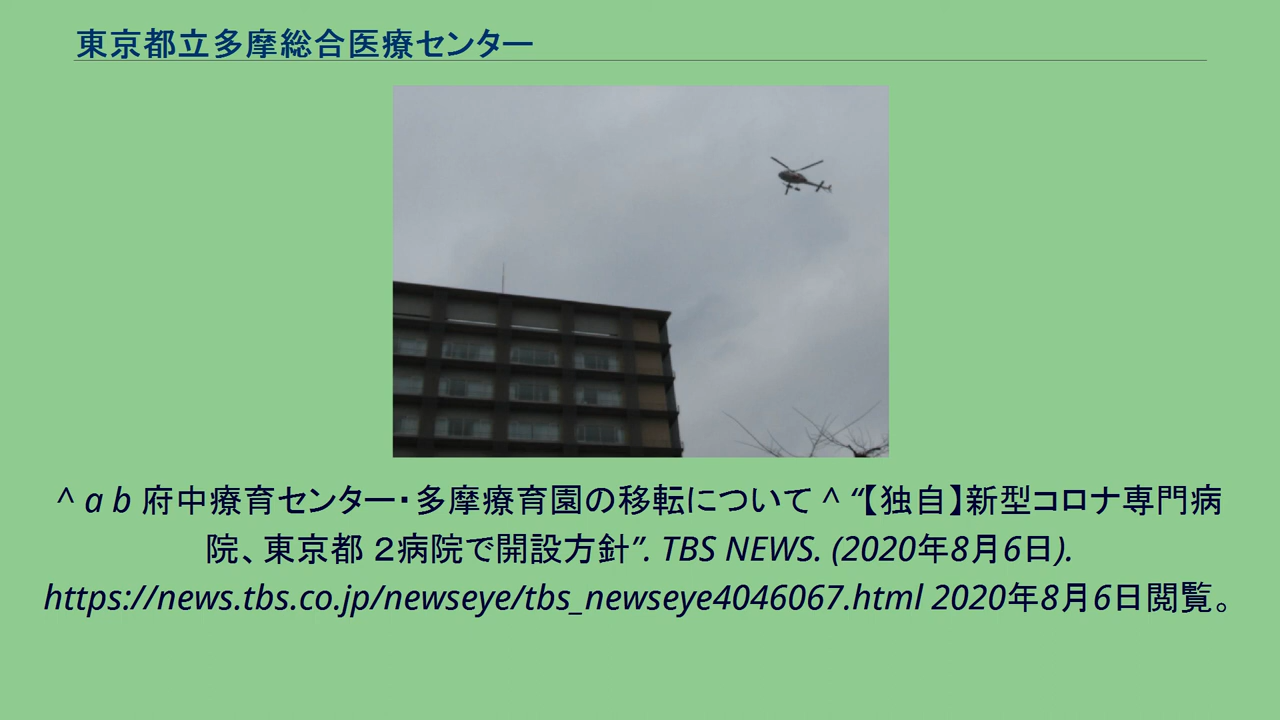 東京都立多摩総合医療センター
^ a b 府中療育センター・多摩療育園の移転について ^ “【独自】新型コロナ専門病
院、東京都 ２病院で開設方針”. TBS NEWS. (2020年8月6日).
https://news.tbs.co.jp/newseye/tbs_newseye4046067.html 2020年8月6日閲覧。